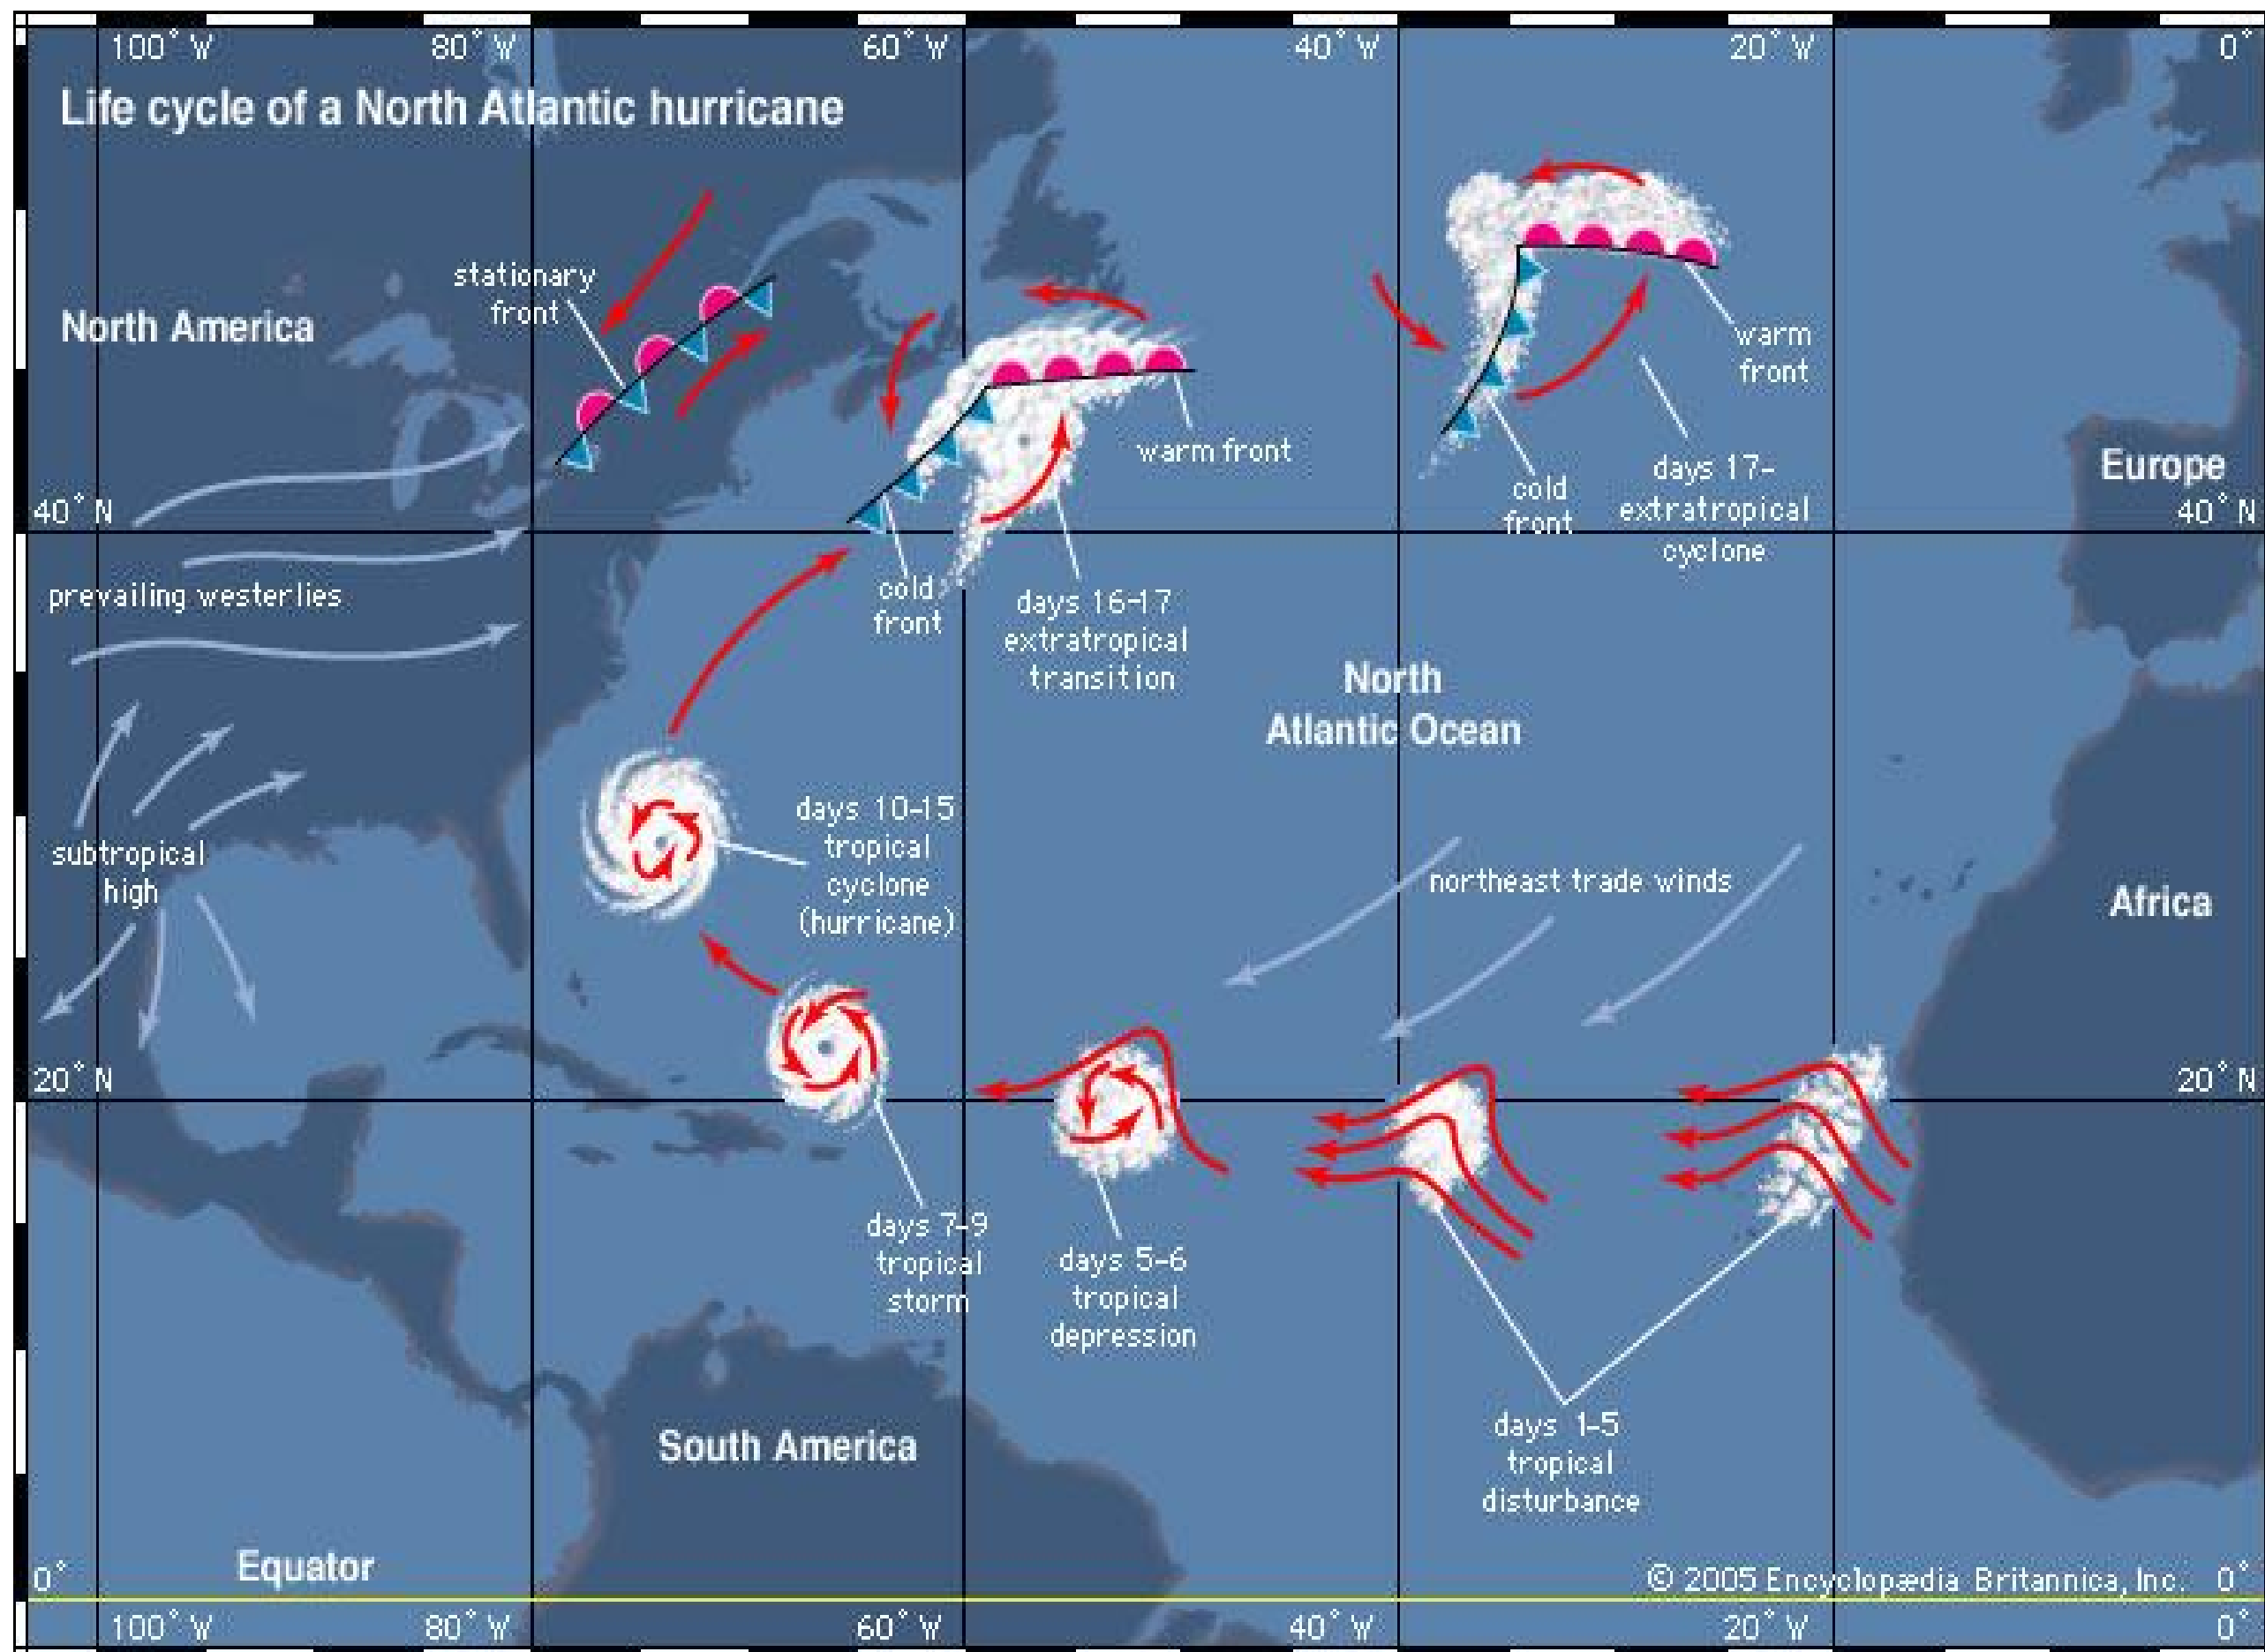 100° W
80° W
60° W
40° W
20° W
0°
Life cycle of a North Atlantic hurricane
stationary
front
North America
warm
front
warm front
Europe
40° N
40° N
cold
front
days 17-
extratropical
cyclone
prevailing westerlies
cold
front
days 16-17
extratropical
transition
North
Atlantic Ocean
days 10-15
tropical
cyclone
(hurricane)
subtropical
high
northeast trade winds
Africa
20° N
20° N
days 7-9
tropical
storm
days 5-6
tropical
depression
days 1-5
tropical
disturbance
South America
Equator
0°
© 2005 Encyclopædia Britannica, Inc.
0°
100° W
80° W
60° W
40° W
20° W
0°